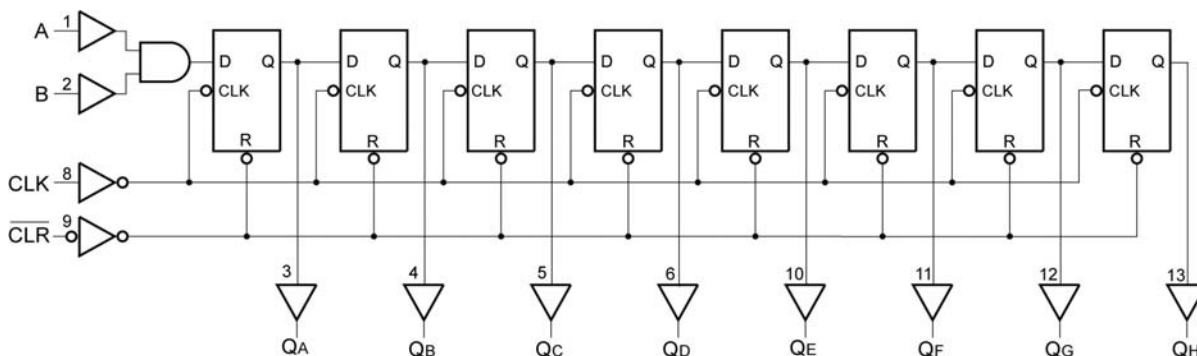 A 1
D Q D Q D Q D Q D Q D Q D Q D Q
B 2
CLK CLK CLK CLK CLK CLK CLK CLK
R R R R R R R R
CLK 8
CLR 9
3 4 5 6 10 11 12 13
QA QB QC QD QE QF QG QH